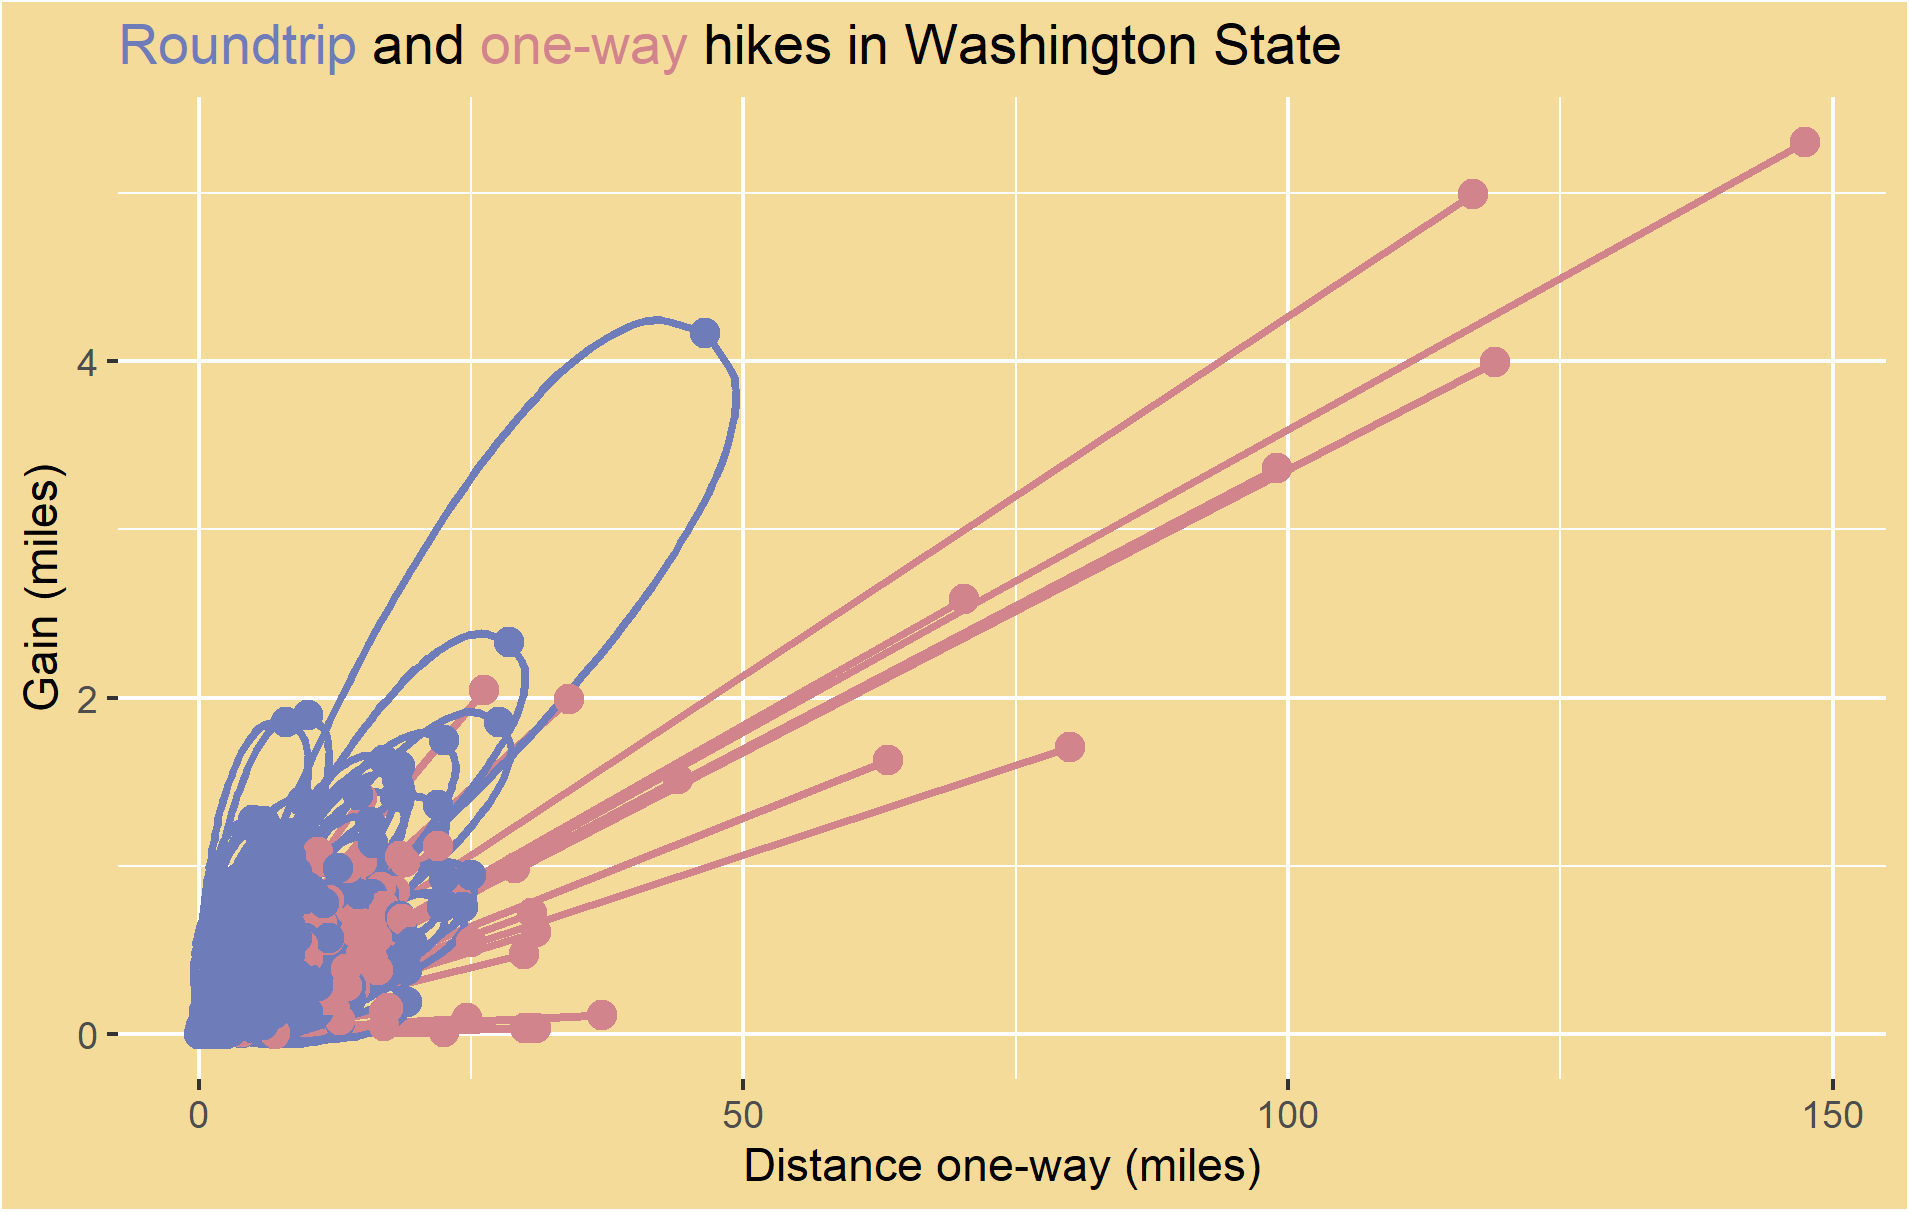 Roundtrip and one-way hikes in Washington State
Gain (miles)
4
2
0
0 50 100 150
Distance one-way (miles)